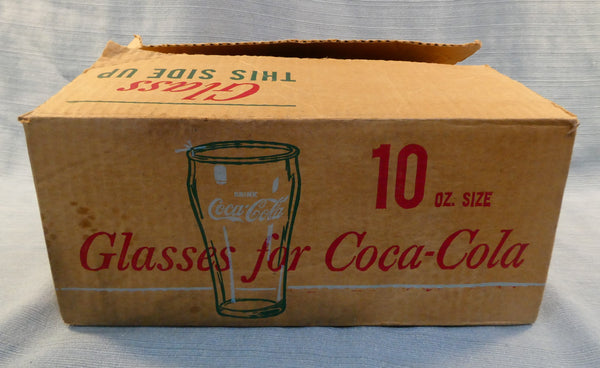 Glass
THIS SIDE UP
10
OZ. SIZE
DRINK
Coca-Cola
Glasses for Coca-Cola